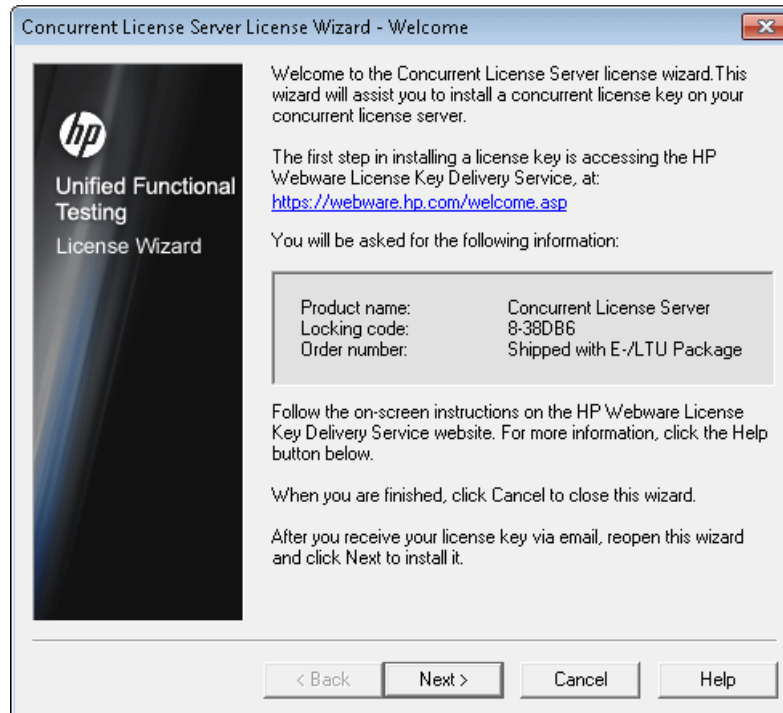 Concurrent License Server License Wizard - Welcome
hp
Unified Functional
Testing
License Wizard
Welcome to the Concurrent License Server license wizard.This
wizard will assist you to install a concurrent license key on your
concurrent license server.
The first step in installing a license key is accessing the HP
Webware License Key Delivery Service, at:
https://webware.hp.com/welcome.asp
You will be asked for the following information:
Product name: Concurrent License Server
Locking code: 8-38DB6
Order number: Shipped with E-/LTU Package
Follow the on-screen instructions on the HP Webware License
Key Delivery Service website. For more information, click the Help
button below.
When you are finished, click Cancel to close this wizard.
After you receive your license key via email, reopen this wizard
and click Next to install it.
< Back Next > Cancel Help